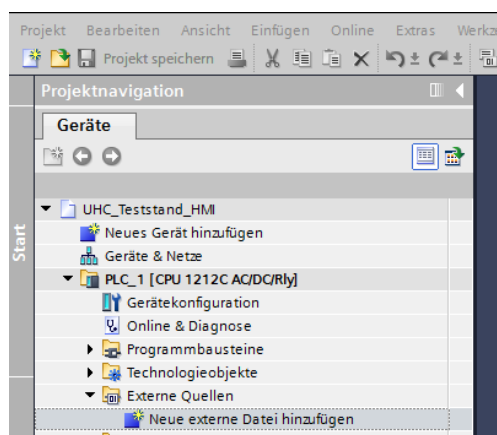 Projekt Bearbeiten Ansicht Einfügen Online Extras
Projekt speichern
Projektnavigation
Geräte
Start
UHC_Teststand_HMI
Neues Gerät hinzufügen
Geräte & Netze
PLC_1 [CPU 1212C AC/DC/Rly]
Gerätekonfiguration
Online & Diagnose
Programmbausteine
Technologieobjekte
Externe Quellen
Neue externe Datei hinzufügen